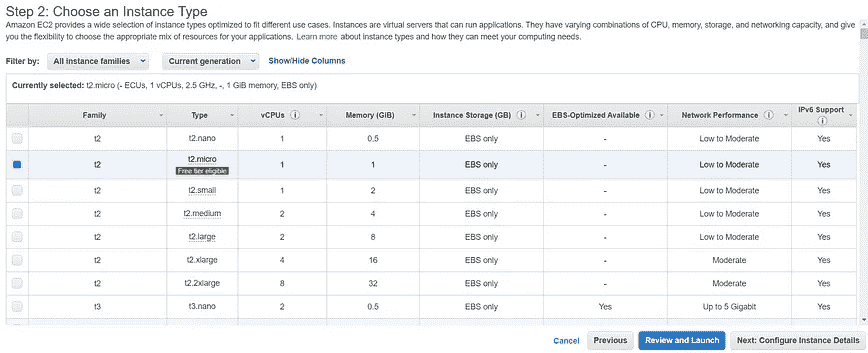 Step 2: Choose an Instance Type
Amazon EC2 provides a wide selection of instance types optimized to fit different use cases. Instances are virtual servers that can run applications. They have varying combinations of CPU, memory, storage, and networking capacity, and give
you the flexibility to choose the appropriate mix of resources for your applications. Learn more about instance types and how they can meet your computing needs.
Filter by: All instance families Current generation Show/Hide Columns
Currently selected: t2.micro (- ECUs, 1 vCPUs, 2.5 GHz, -, 1 GiB memory, EBS only)
Family Type vCPUs Memory (GiB) Instance Storage (GB) EBS-Optimized Available Network Performance IPv6 Support
t2 t2.nano 1 0.5 EBS only - Low to Moderate Yes
t2 t2.micro 1 1 EBS only - Low to Moderate Yes
Free tier eligible
t2 t2.small 1 2 EBS only - Low to Moderate Yes
t2 t2.medium 2 4 EBS only - Low to Moderate Yes
t2 t2.large 2 8 EBS only - Low to Moderate Yes
t2 t2.xlarge 4 16 EBS only - Moderate Yes
t2 t2.2xlarge 8 32 EBS only - Moderate Yes
t3 t3.nano 2 0.5 EBS only Yes Up to 5 Gigabit Yes
Cancel Previous Review and Launch Next: Configure Instance Details